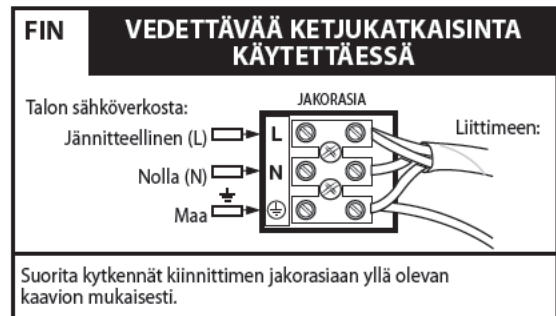 FIN
VEDETTÄVÄÄ KETJUKATKAISINTA
KÄYTETTÄESSÄ
Talon sähköverkosta:
JAKORASIA
Liittimeen:
Jännitteellinen (L)
L
Nolla (N)
N
Maa
Suorita kytkennät kiinnittimen jakorasiaan yllä olevan
kaavion mukaisesti.